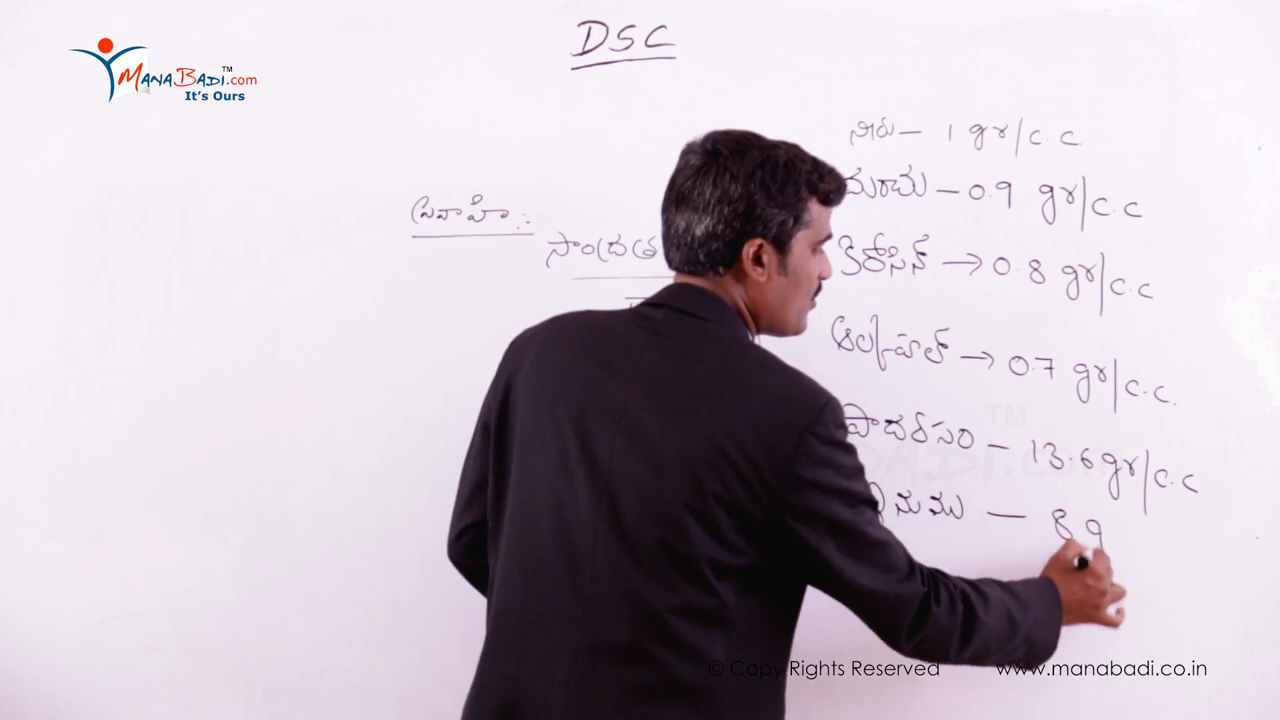 DSC
MANABADI.com
TM
It's Ours
నీరు — 1 gr/c.c
— 0.9 gr/c.c
ప్రవాహి :-
సాంద్రత
కిరోసిన్ → 0.8 gr/c.c
ఆల్కహాల్ → 0.7 gr/c.c.
పాదరసం — 13.6 gr/c.c
నుము — 8 9
© Copy Rights Reserved www.manabadi.co.in